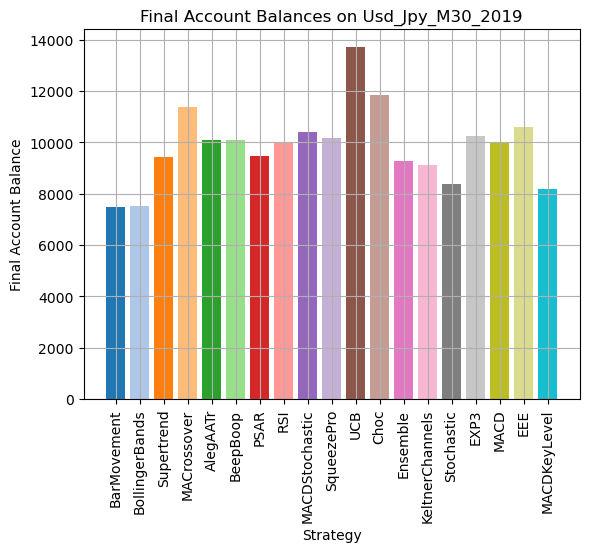 Final Account Balances on Usd_Jpy_M30_2019
Final Account Balance
14000
12000
10000
8000
6000
4000
2000
0
BarMovement
BollingerBands
Supertrend
MACrossover
AlegAATr
BeepBoop
PSAR
RSI
MACDStochastic
SqueezePro
UCB
Choc
Ensemble
KeltnerChannels
Stochastic
EXP3
MACD
EEE
MACDKeyLevel
Strategy